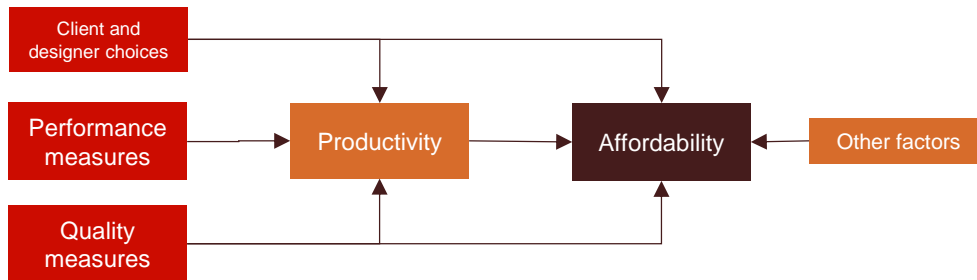 Client and
designer choices
Performance
measures
Productivity
Affordability
Other factors
Quality
measures